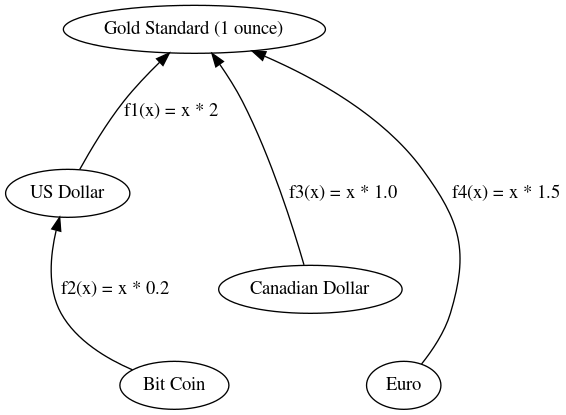 Gold Standard (1 ounce)
f1(x) = x * 2
US Dollar
f3(x) = x * 1.0
f4(x) = x * 1.5
f2(x) = x * 0.2
Canadian Dollar
Bit Coin
Euro